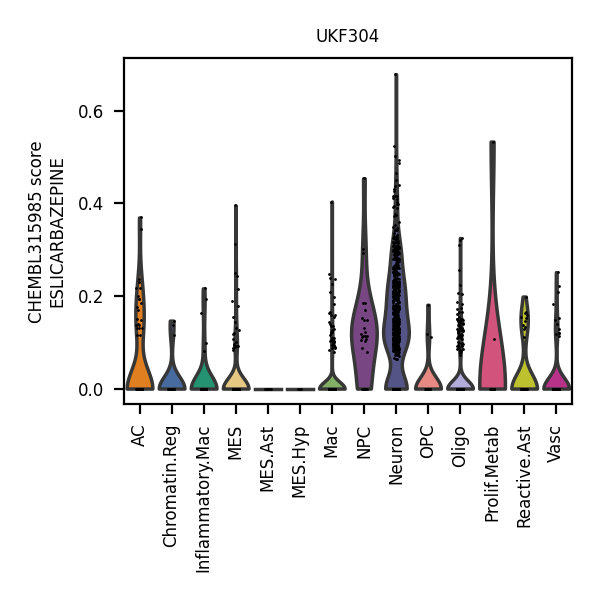 UKF304
CHEMBL315985 score
ESLICARBAZEPINE
0.6
0.4
0.2
0.0
AC
Chromatin.Reg
Inflammatory.Mac
MES
MES.Ast
MES.Hyp
Mac
NPC
Neuron
OPC
Oligo
Prolif.Metab
Reactive.Ast
Vasc